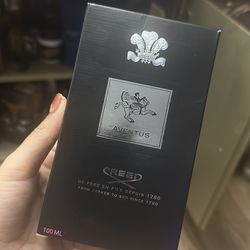 AVENTUS
CREED
DE PERE EN FILS DEPUIS 1760
FROM FATHER TO SON SINCE 1760
100 ML